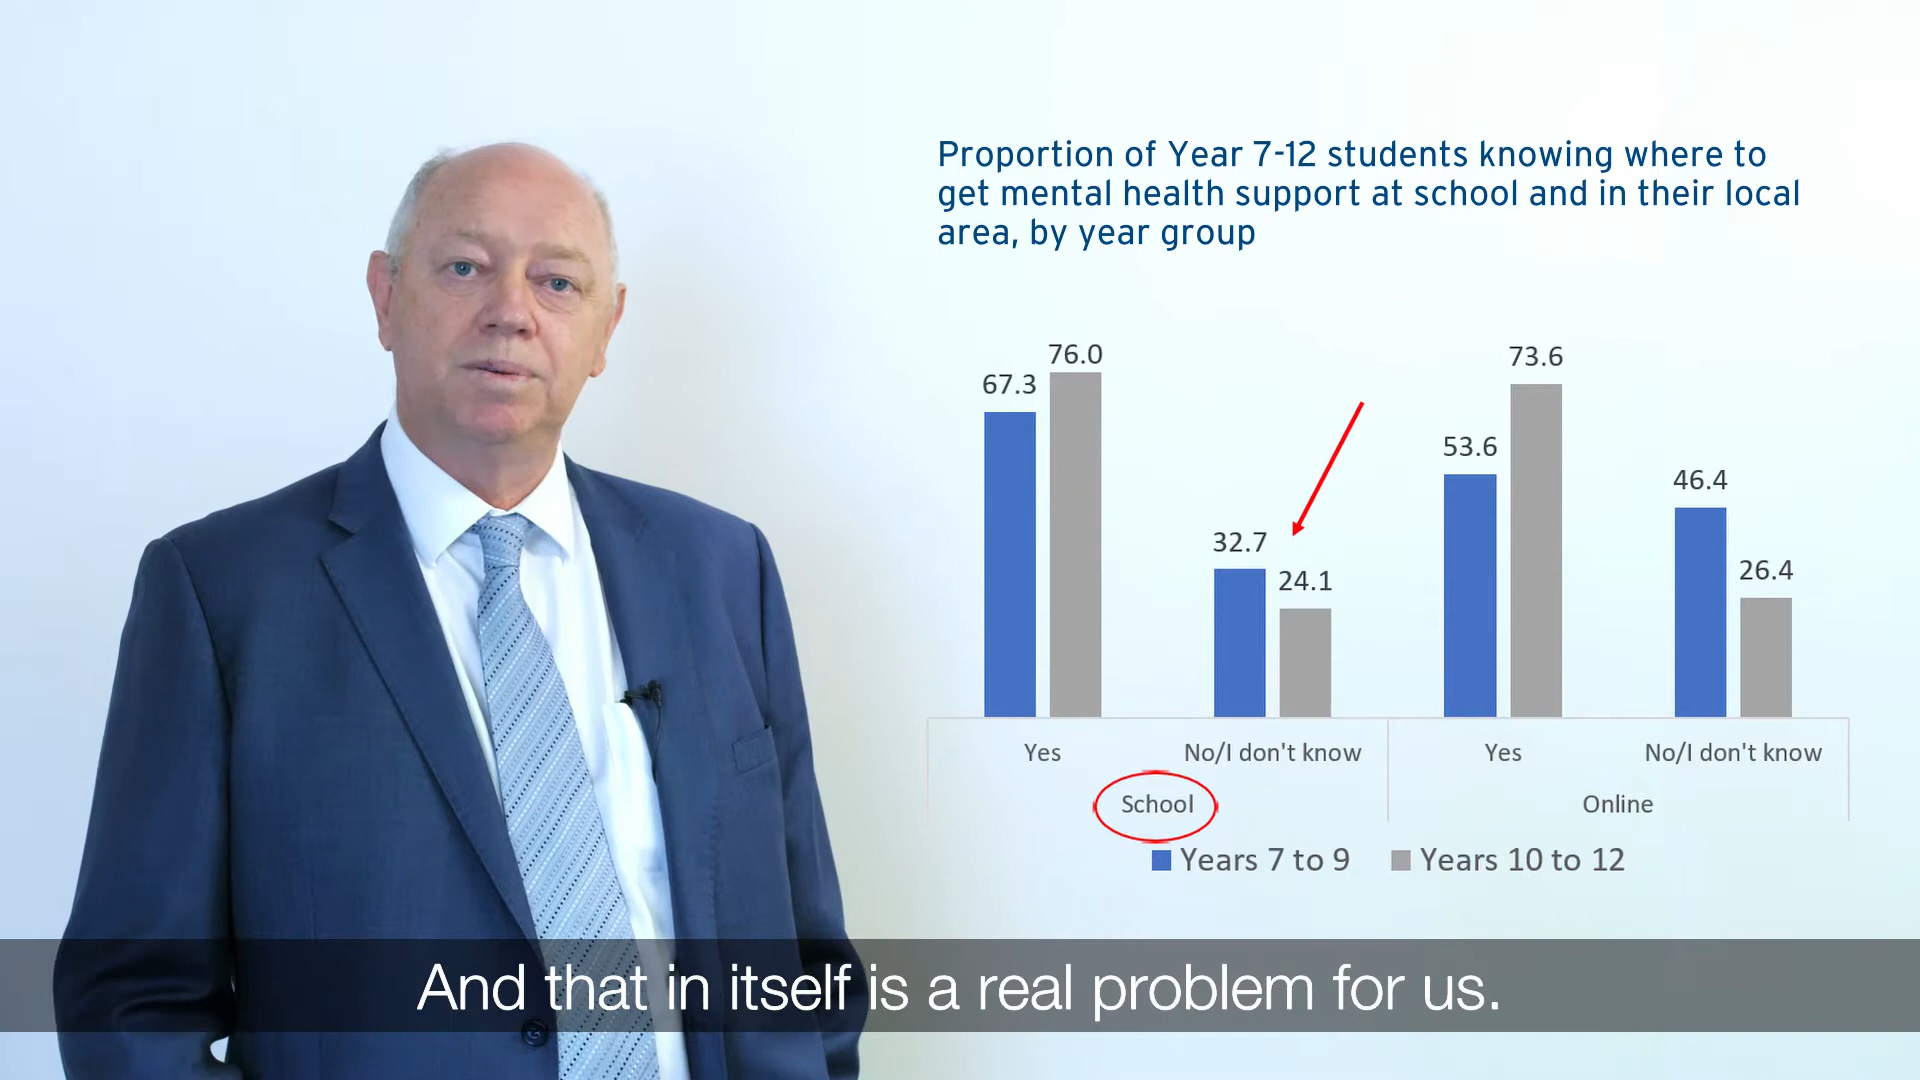 Proportion of Year 7-12 students knowing where to
get mental health support at school and in their local
area, by year group
67.3
76.0
32.7
24.1
53.6
73.6
46.4
26.4
Yes
No/I don't know
Yes
No/I don't know
School
Online
Years 7 to 9
Years 10 to 12
And that in itself is a real problem for us.